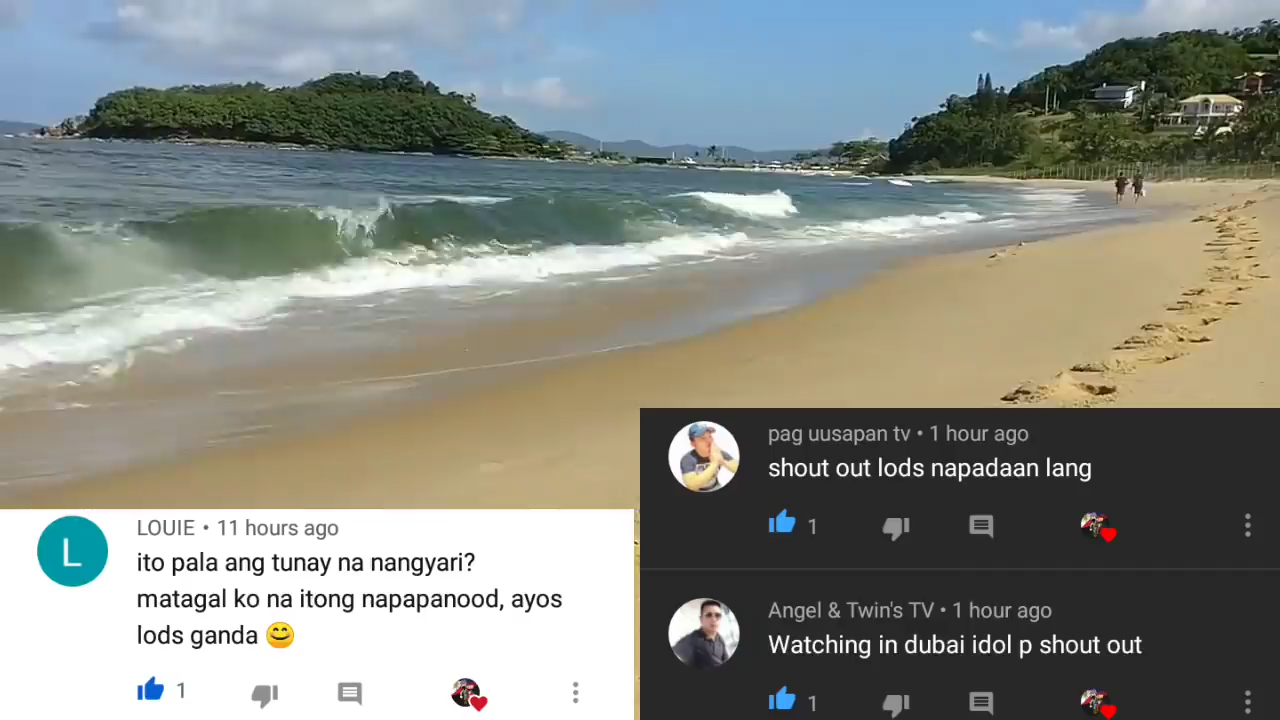 LOUIE • 11 hours ago
ito pala ang tunay na nangyari?
matagal ko na itong napapanood, ayos
lods ganda 😊
1
pag uusapan tv • 1 hour ago
shout out lods napadaan lang
1
Angel & Twin's TV • 1 hour ago
Watching in dubai idol p shout out
1
L